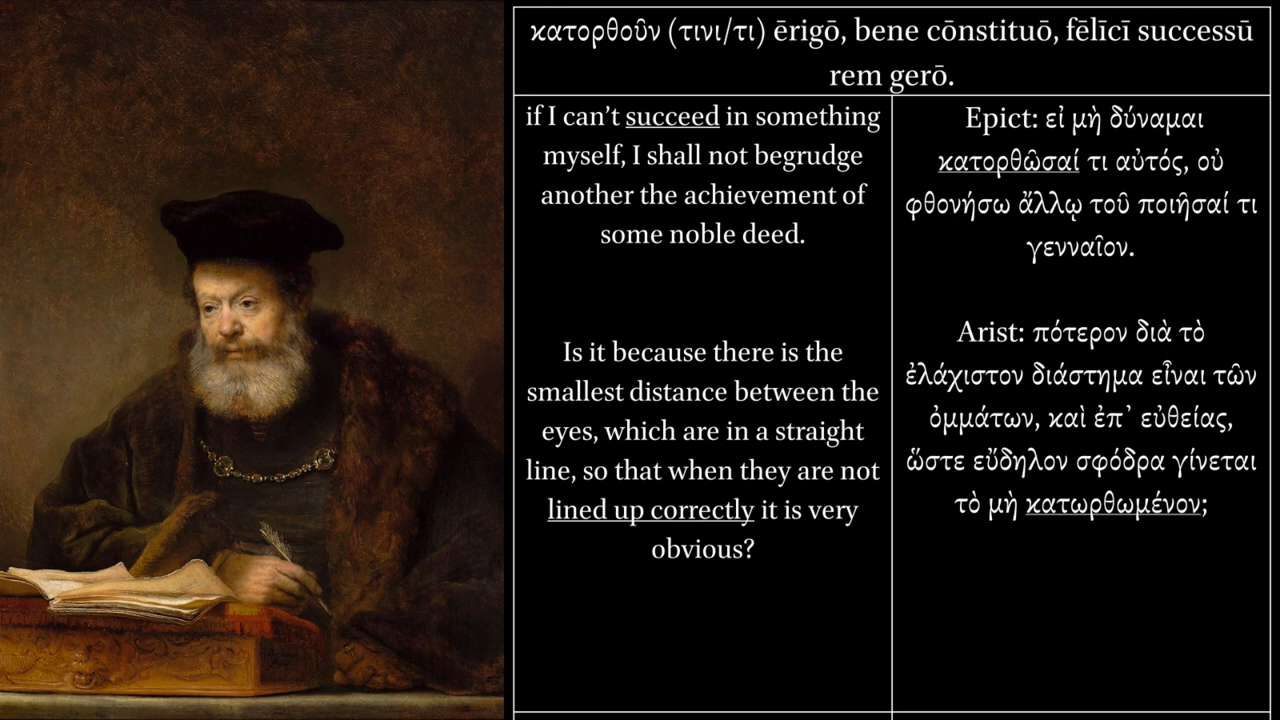 κατορθοῦν (τινι/τι) ērigō, bene cōnstituō, fēlīcī successū
rem gerō.
if I can’t succeed in something
myself, I shall not begrudge
another the achievement of
some noble deed.
Is it because there is the
smallest distance between the
eyes, which are in a straight
line, so that when they are not
lined up correctly it is very
obvious?
Epict: εἰ μὴ δύναμαι
κατορθῶσαί τι αὐτός, οὐ
φθονήσω ἄλλῳ τοῦ ποιῆσαί τι
γενναῖον.
Arist: πότερον διὰ τὸ
ἐλάχιστον διάστημα εἶναι τῶν
ὀμμάτων, καὶ ἐπ’ εὐθείας,
ὥστε εὔδηλον σφόδρα γίνεται
τὸ μὴ κατωρθωμένον;